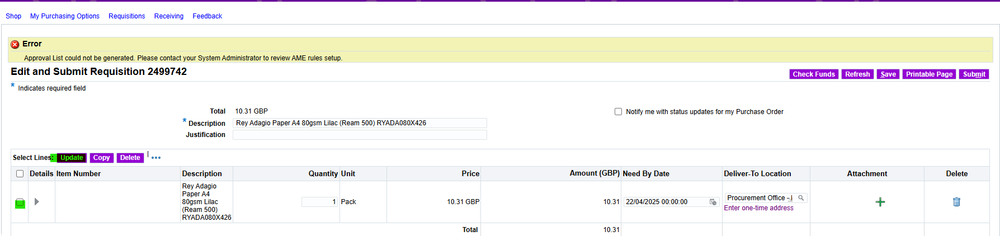 Shop My Purchasing Options Requisitions Receiving Feedback
Error
Approval List could not be generated. Please contact your System Administrator to review AME rules setup.
Edit and Submit Requisition 2499742
Check Funds Refresh Save Printable Page Submit
* Indicates required field
Total 10.31 GBP
Notify me with status updates for my Purchase Order
* Description Rey Adagio Paper A4 80gsm Lilac (Ream 500) RYADA080X426
Justification
Select Lines: Update Copy Delete | •••
Details Item Number Description Quantity Unit Price Amount (GBP) Need By Date Deliver-To Location Attachment Delete
Rey Adagio
Paper A4
80gsm Lilac
(Ream 500)
RYADA080X426
1 Pack 10.31 GBP 10.31 22/04/2025 00:00:00
Procurement Office -
Enter one-time address
Total 10.31